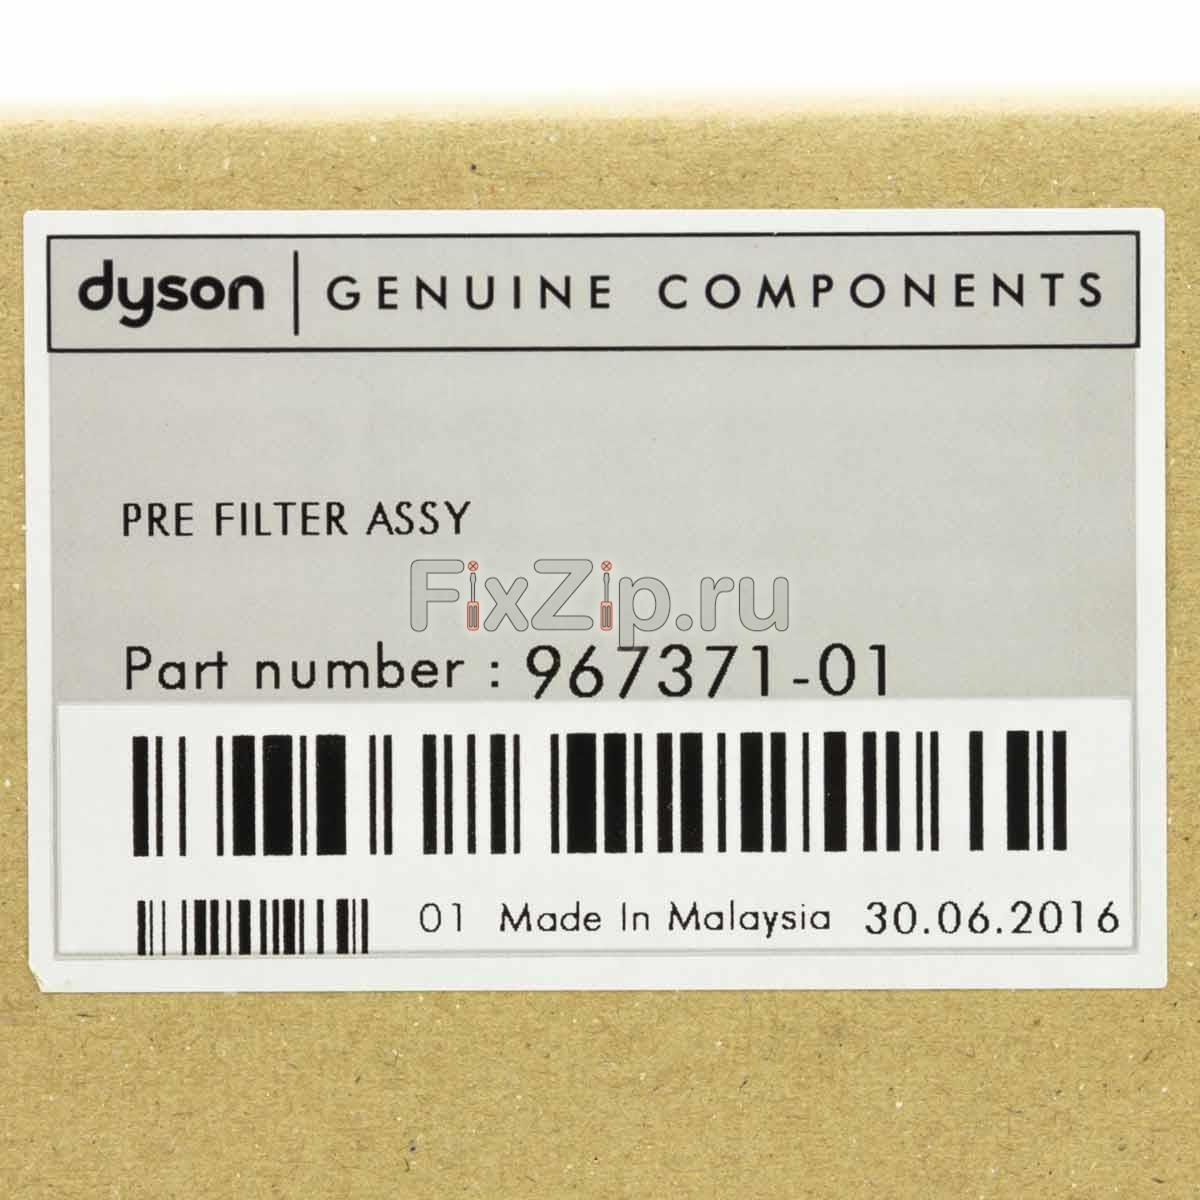 dyson | GENUINE COMPONENTS
PRE FILTER ASSY
FixZip.ru
Part number : 967371-01
01 Made In Malaysia 30.06.2016